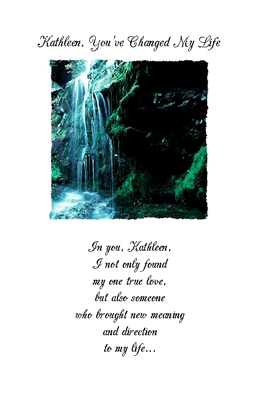 Kathleen, You've Changed My Life
In you, Kathleen,
I not only found
my one true love,
but also someone
who brought new meaning
and direction
to my life...